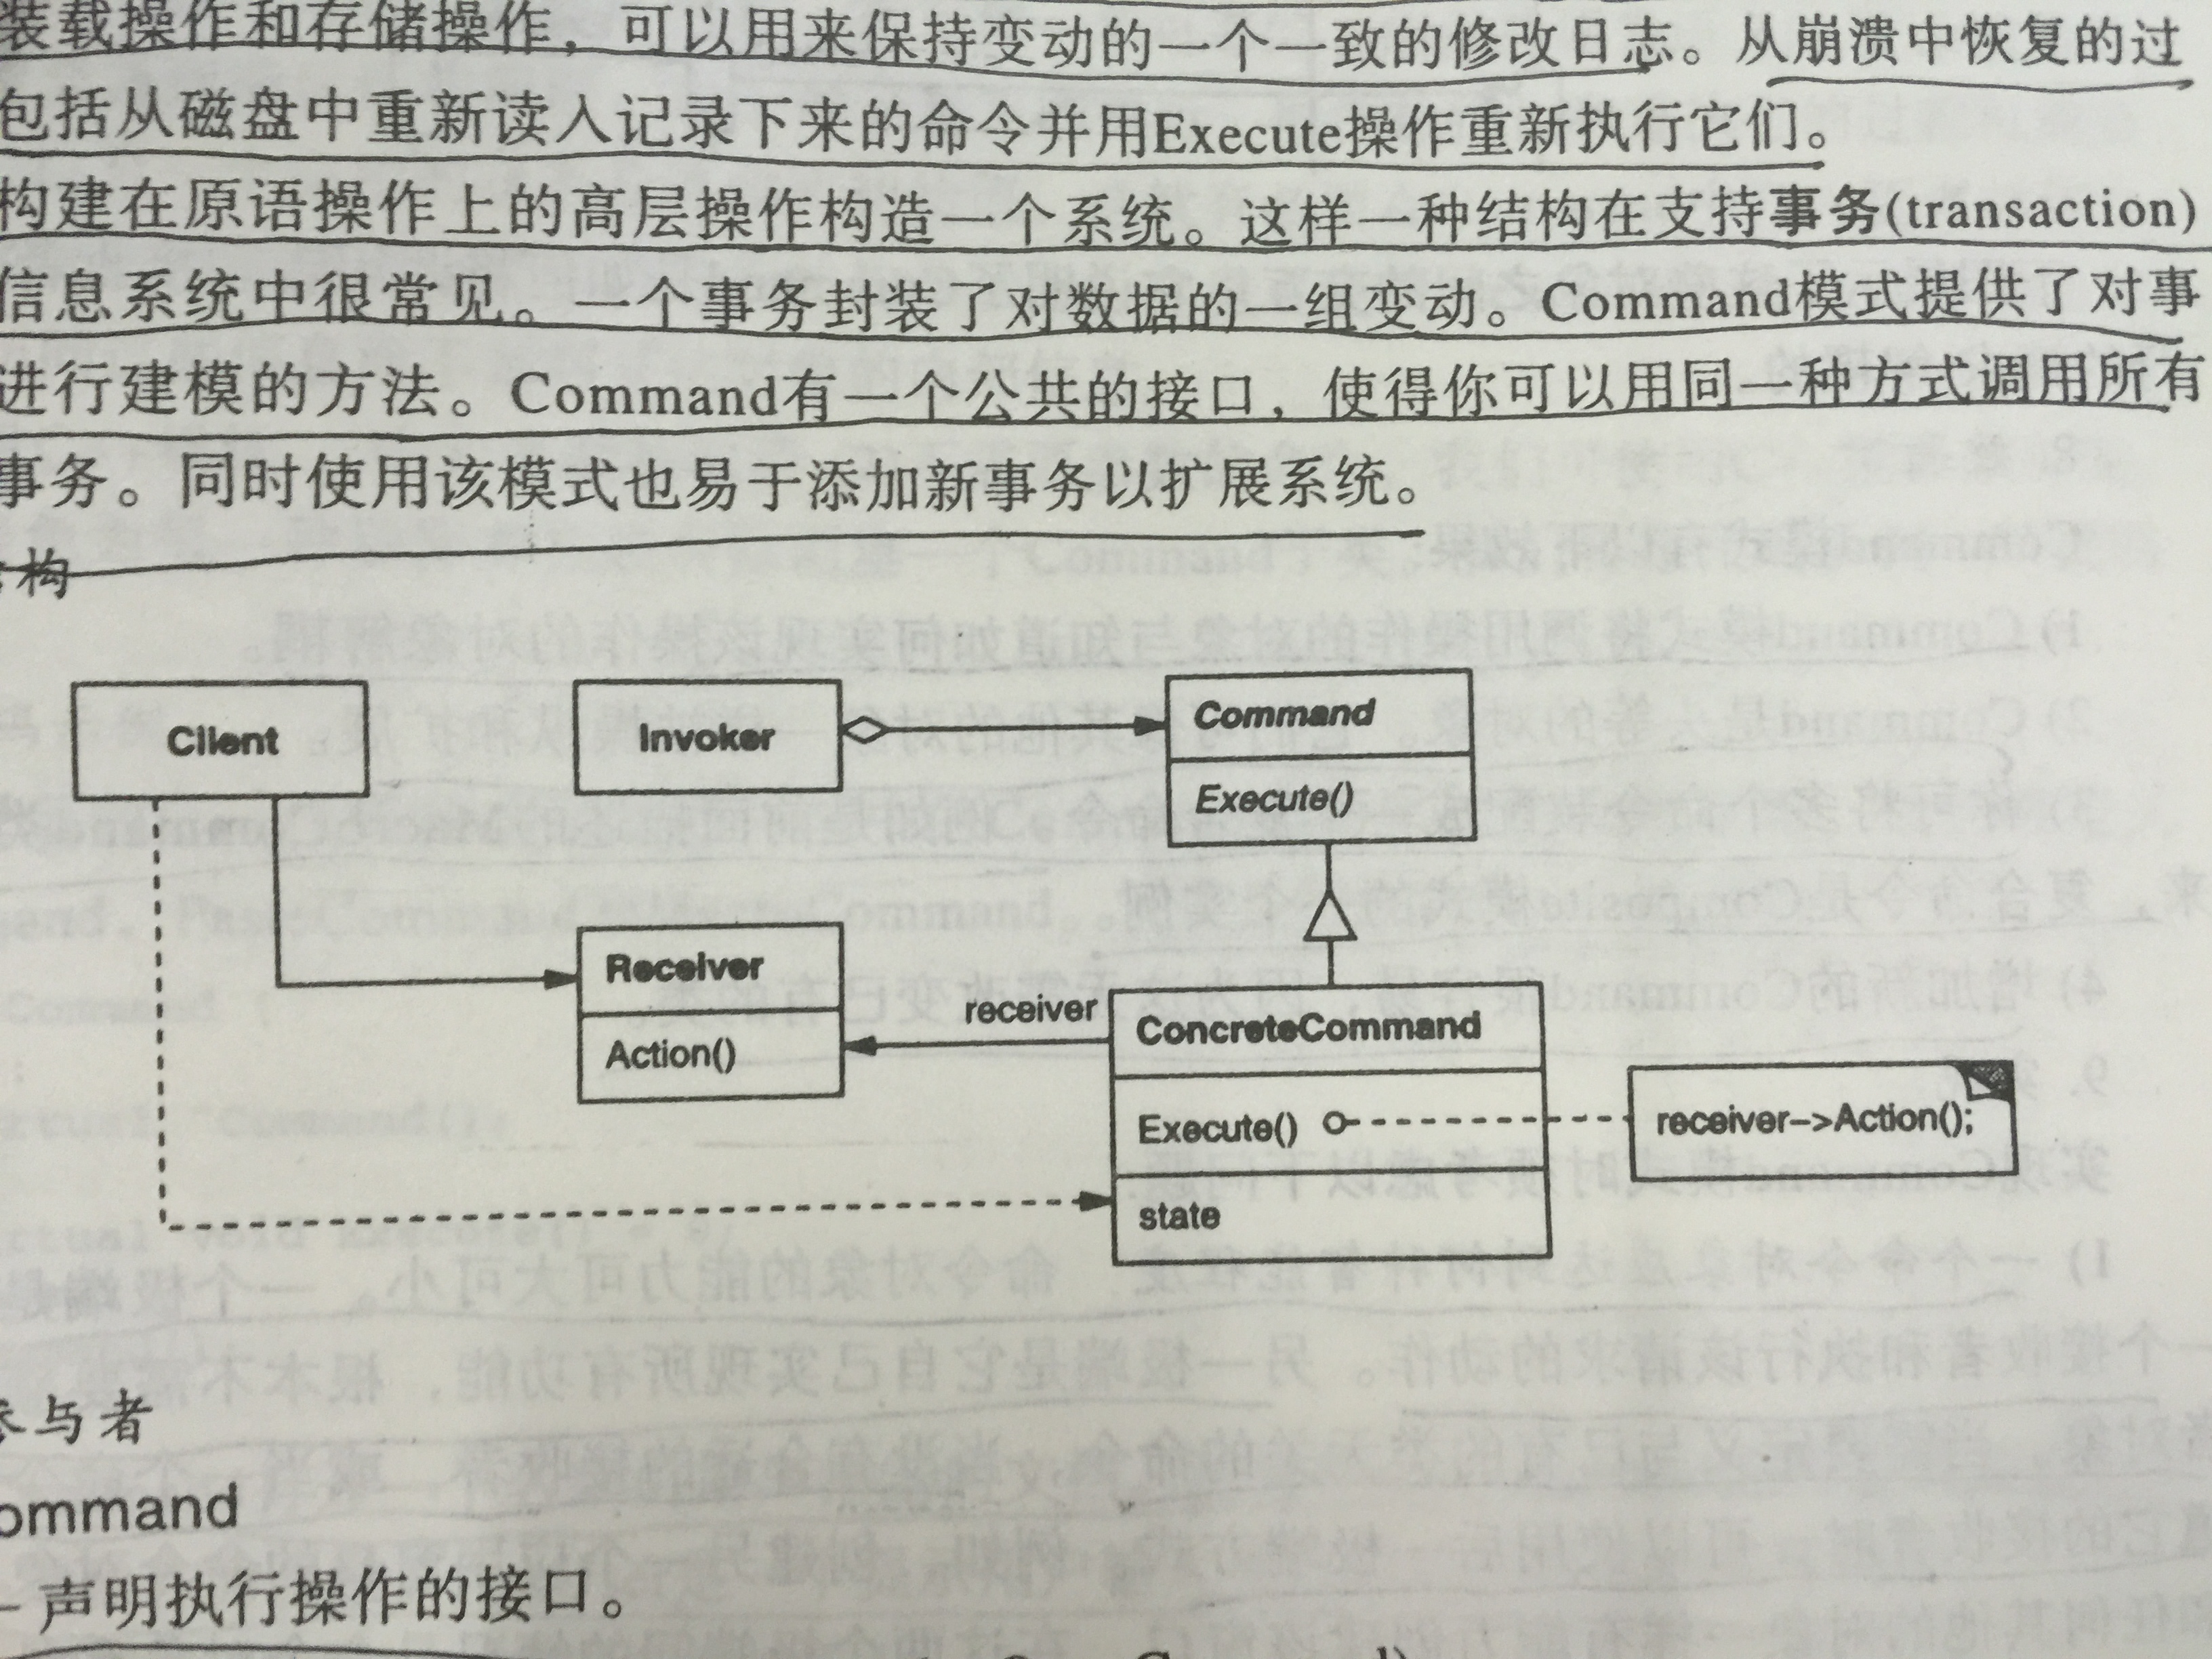 装载操作和存储操作，可以用来保持变动的一个一致的修改日志。从崩溃中恢复的过
包括从磁盘中重新读入记录下来的命令并用Execute操作重新执行它们。
构建在原语操作上的高层操作构造一个系统。这样一种结构在支持事务(transaction)
信息系统中很常见。一个事务封装了对数据的一组变动。Command模式提供了对事
进行建模的方法。Command有一个公共的接口，使得你可以用同一种方式调用所有
事务。同时使用该模式也易于添加新事务以扩展系统。
构
Client
Invoker
Command
Execute()
Receiver
Action()
receiver
ConcreteCommand
Execute()
receiver->Action();
state
参与者
ommand
– 声明执行操作的接口。